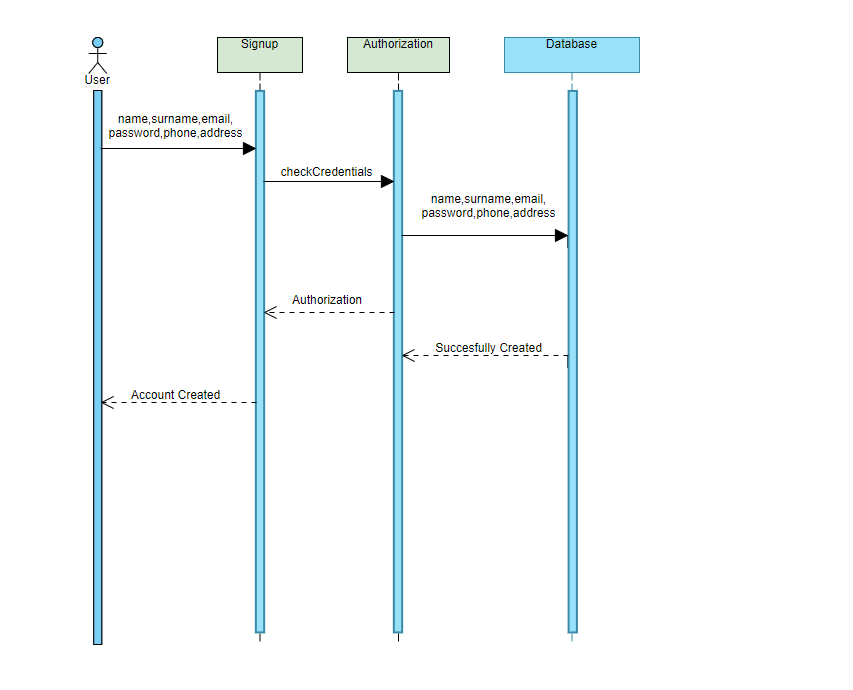 Signup
Authorization
Database
User
name,surname,email,
password,phone,address
checkCredentials
name,surname,email,
password,phone,address
Authorization
Succesfully Created
Account Created